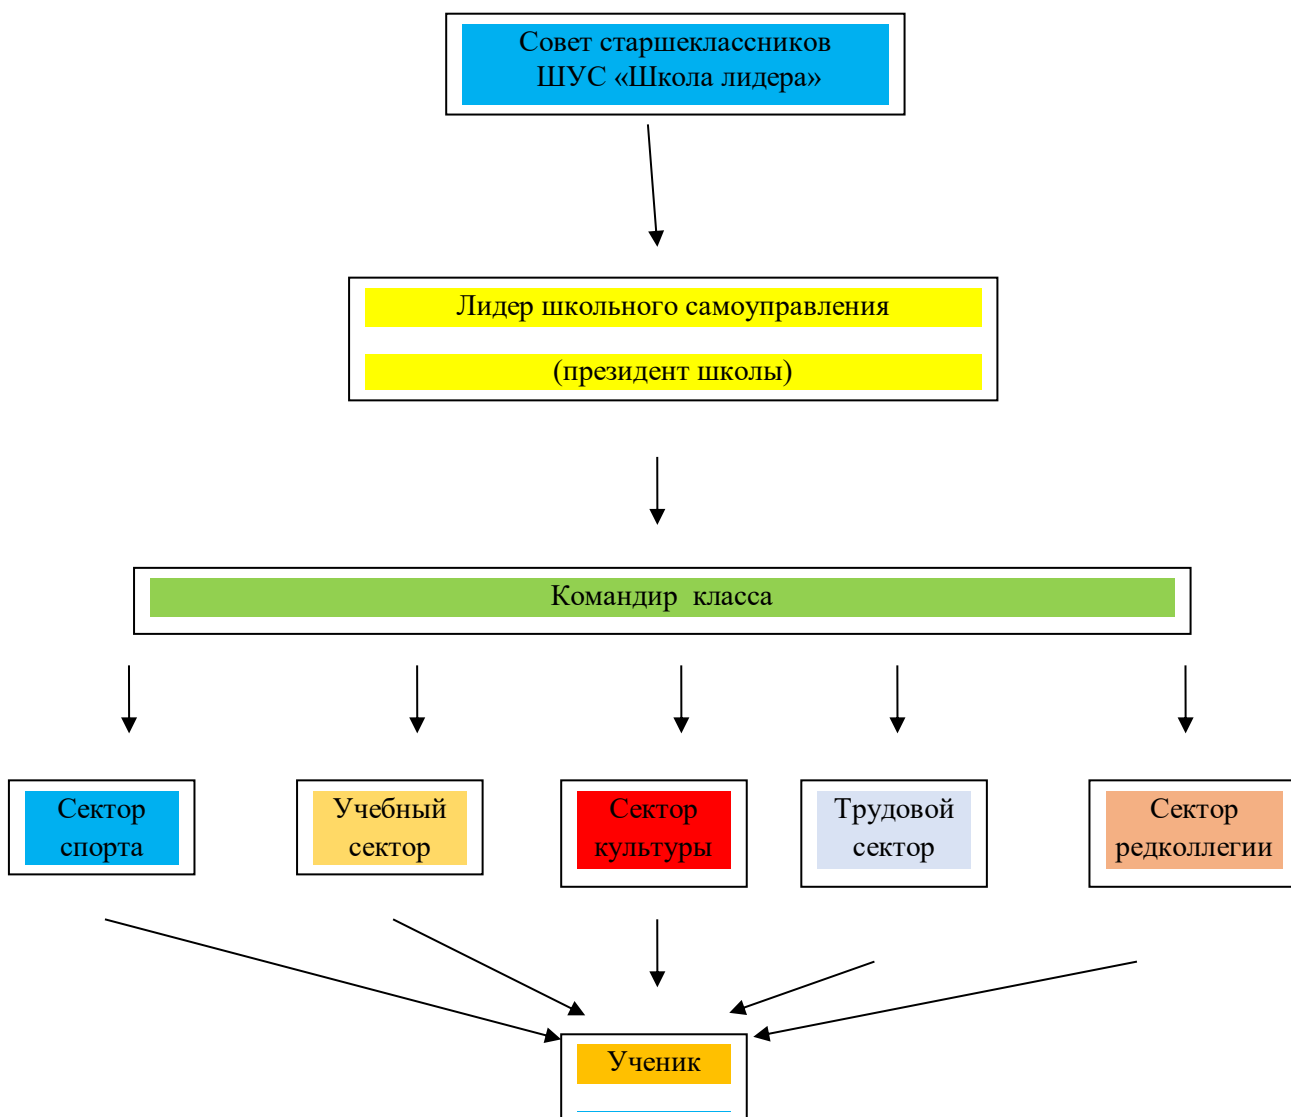 Совет старшеклассников
ШУС «Школа лидера»
Лидер школьного самоуправления
(президент школы)
Командир класса
Сектор
спорта
Учебный
сектор
Сектор
культуры
Трудовой
сектор
Сектор
редколлегии
Ученик